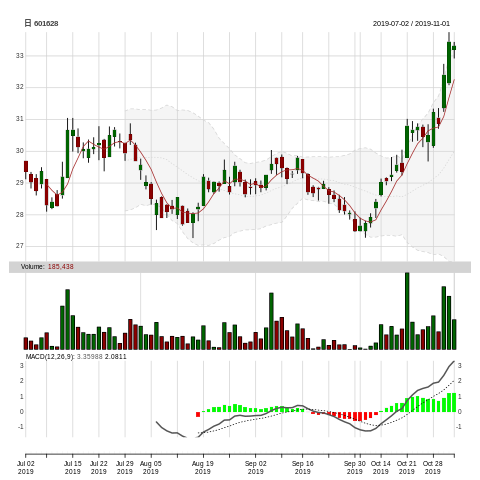 日 601628
2019-07-02 / 2019-11-01
33
32
31
30
29
28
27
Volume: 185,438
MACD(12,26,9): 3.35988 2.0811
3 3
2 2
1 1
0 0
-1 -1
Jul 02 Jul 15 Jul 22 Jul 29 Aug 05 Aug 19 Sep 02 Sep 16 Sep 30 Oct 14 Oct 21 Oct 28
2019 2019 2019 2019 2019 2019 2019 2019 2019 2019 2019 2019